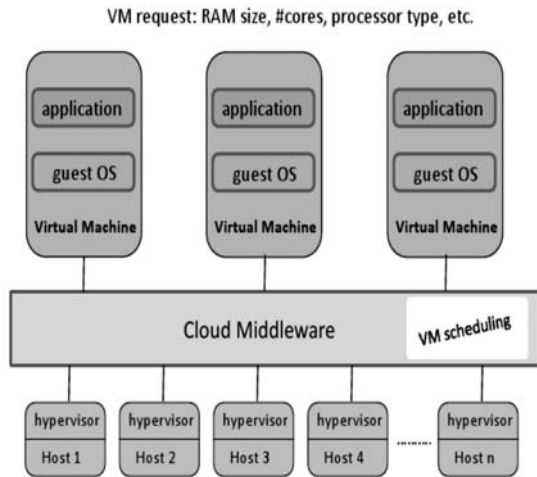 VM request: RAM size, #cores, processor type, etc.
application application application
guest OS guest OS guest OS
Virtual Machine Virtual Machine Virtual Machine
Cloud Middleware VM scheduling
hypervisor hypervisor hypervisor hypervisor hypervisor
Host 1 Host 2 Host 3 Host 4 .......... Host n